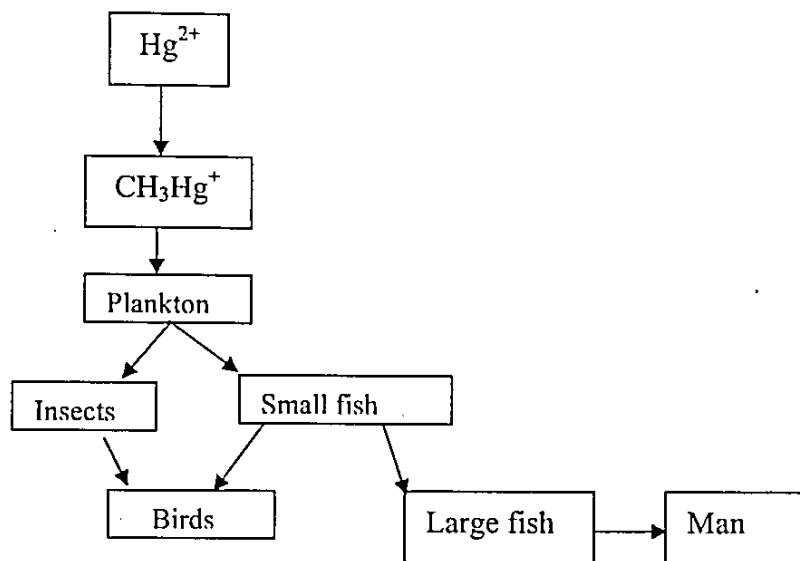 Hg²⁺
CH₃Hg⁺
Plankton
Insects
Small fish
Birds
Large fish
Man